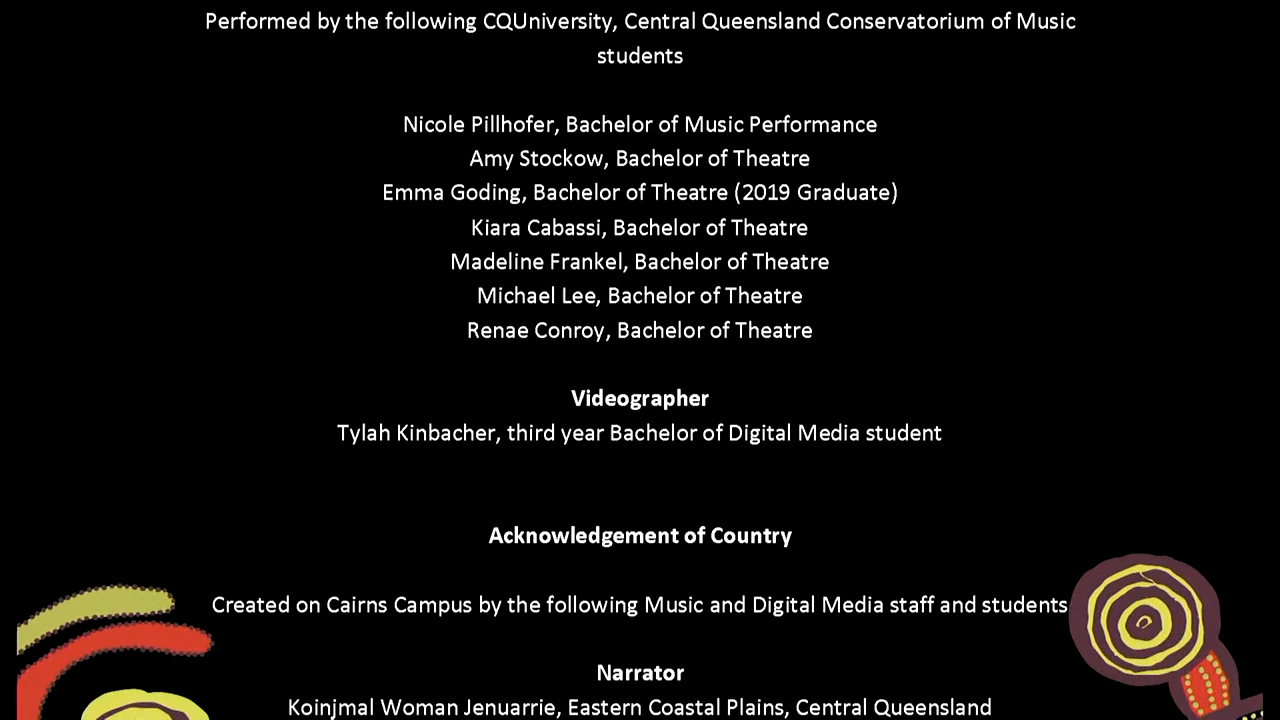 Performed by the following CQUniversity, Central Queensland Conservatorium of Music
students
Nicole Pillhofer, Bachelor of Music Performance
Amy Stockow, Bachelor of Theatre
Emma Goding, Bachelor of Theatre (2019 Graduate)
Kiara Cabassi, Bachelor of Theatre
Madeline Frankel, Bachelor of Theatre
Michael Lee, Bachelor of Theatre
Renae Conroy, Bachelor of Theatre
Videographer
Tylah Kinbacher, third year Bachelor of Digital Media student
Acknowledgement of Country
Created on Cairns Campus by the following Music and Digital Media staff and students
Narrator
Koinjmal Woman Jenuarrie, Eastern Coastal Plains, Central Queensland